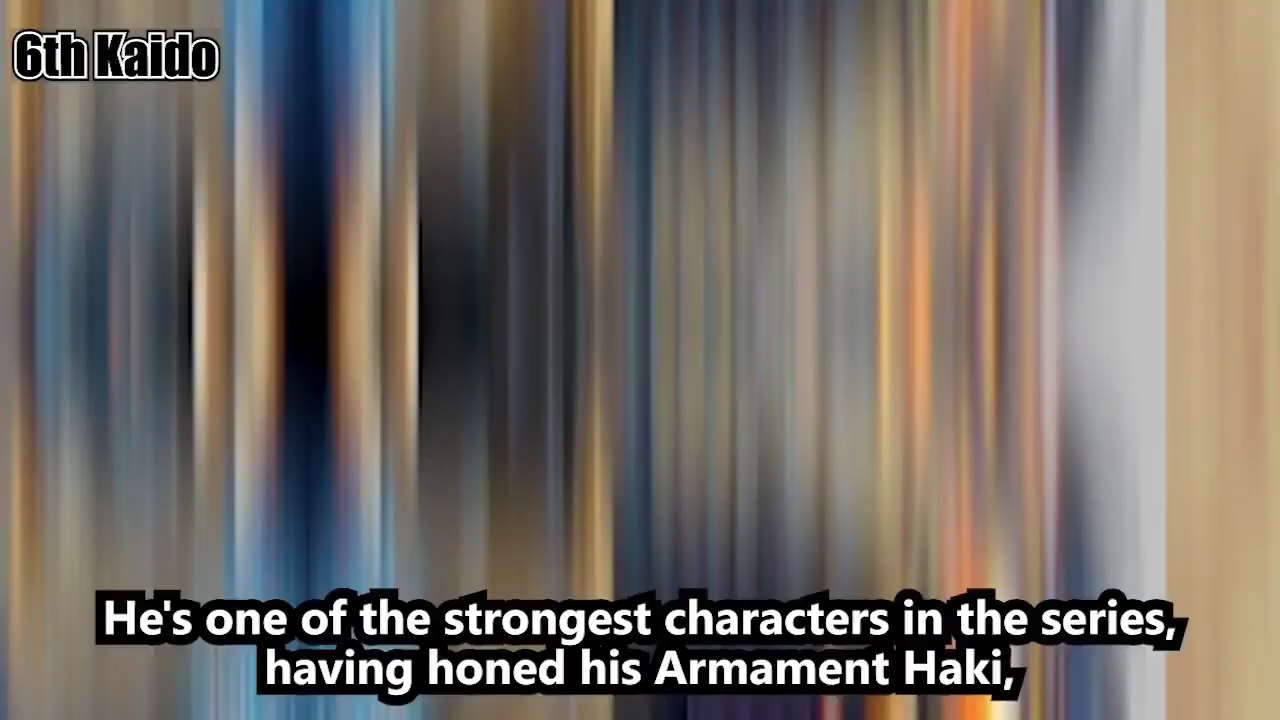 6th Kaido
He's one of the strongest characters in the series,
having honed his Armament Haki,